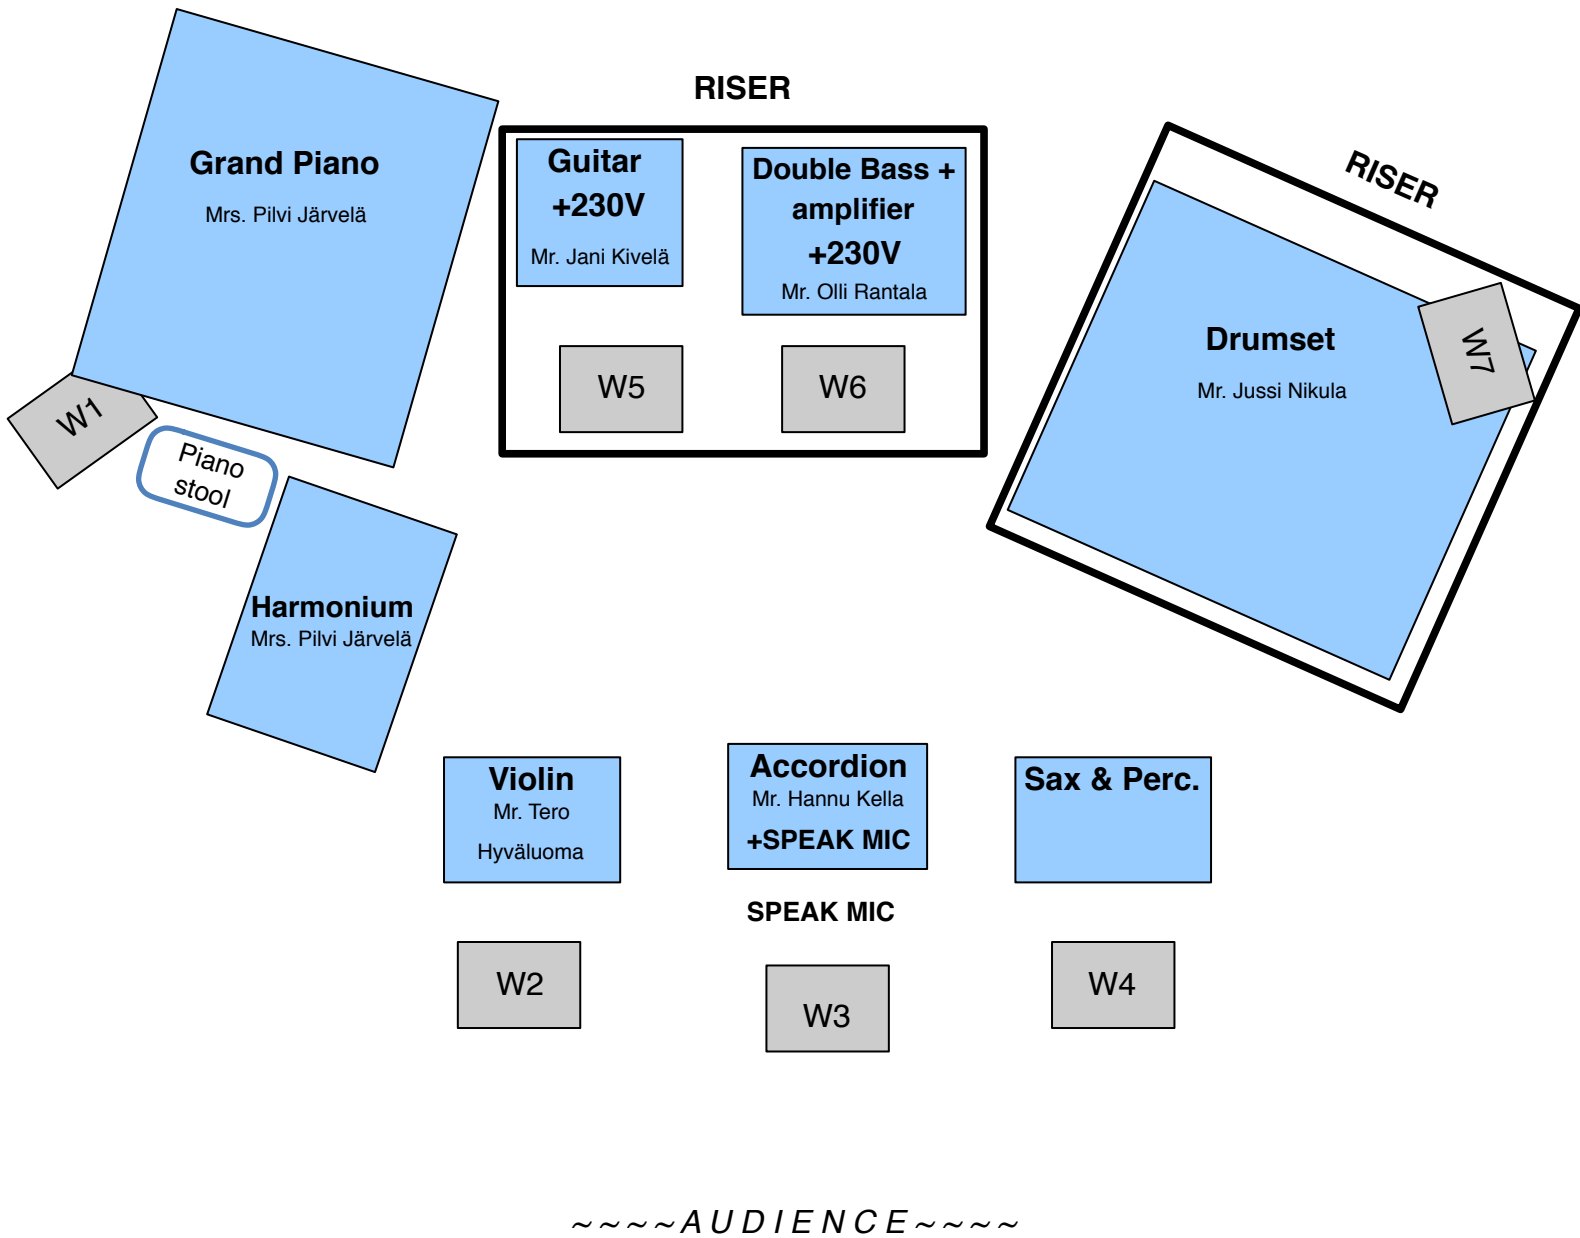 RISER
Grand Piano
Mrs. Pilvi Järvelä
Guitar
+230V
Mr. Jani Kivelä
Double Bass +
amplifier
+230V
Mr. Olli Rantala
RISER
Drumset
Mr. Jussi Nikula
W7
W5
W6
W1
Piano
stool
Harmonium
Mrs. Pilvi Järvelä
Violin
Mr. Tero
Hyväluoma
Accordion
Mr. Hannu Kella
+SPEAK MIC
Sax & Perc.
SPEAK MIC
W2
W3
W4
~~~~A U D I E N C E~~~~